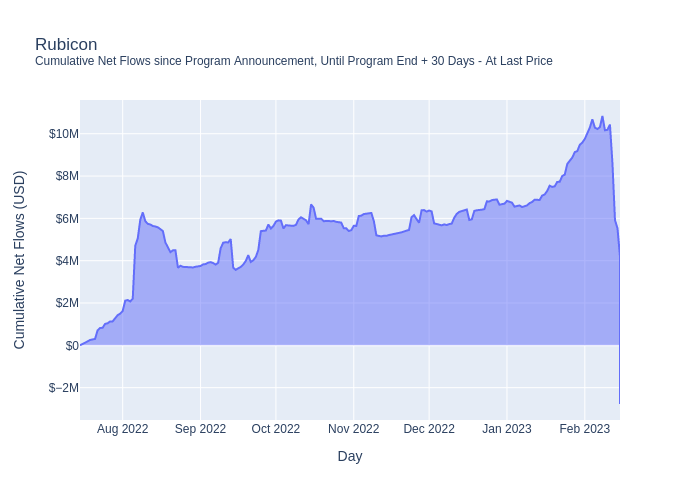 Rubicon
Cumulative Net Flows since Program Announcement, Until Program End + 30 Days - At Last Price
Cumulative Net Flows (USD)
$10M
$8M
$6M
$4M
$2M
$0
$−2M
Aug 2022 Sep 2022 Oct 2022 Nov 2022 Dec 2022 Jan 2023 Feb 2023
Day